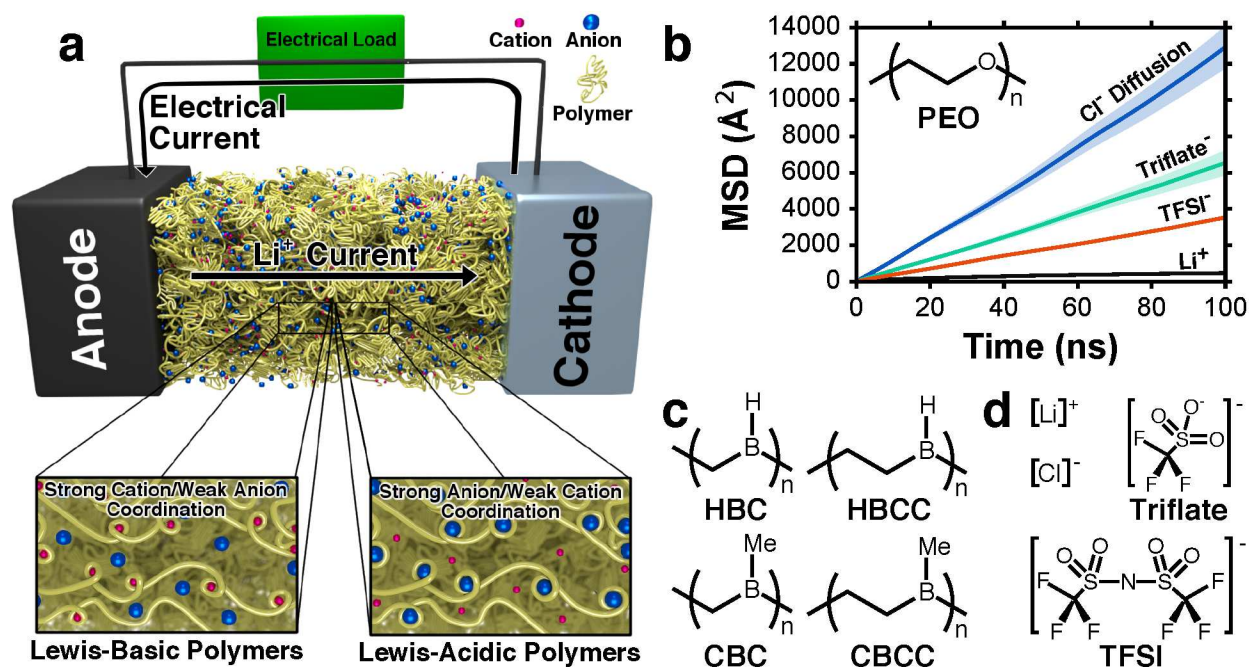 a
Electrical Load
Cation
Anion
Polymer
Electrical
Current
Anode
Li+ Current
Cathode
Strong Cation/Weak Anion
Coordination
Lewis-Basic Polymers
Strong Anion/Weak Cation
Coordination
Lewis-Acidic Polymers
b
MSD (Å²)
14000
12000
10000
8000
6000
4000
2000
0
O
n
PEO
Cl⁻ Diffusion
Triflate⁻
TFSI⁻
Li⁺
0 20 40 60 80 100
Time (ns)
c
H
B
n
HBC
H
B
n
HBCC
Me
B
n
CBC
Me
B
n
CBCC
d
[Li]⁺
[Cl]⁻
O O⁻ -
F S O
F F
Triflate
O O O O -
F S N S F
F F F F
TFSI